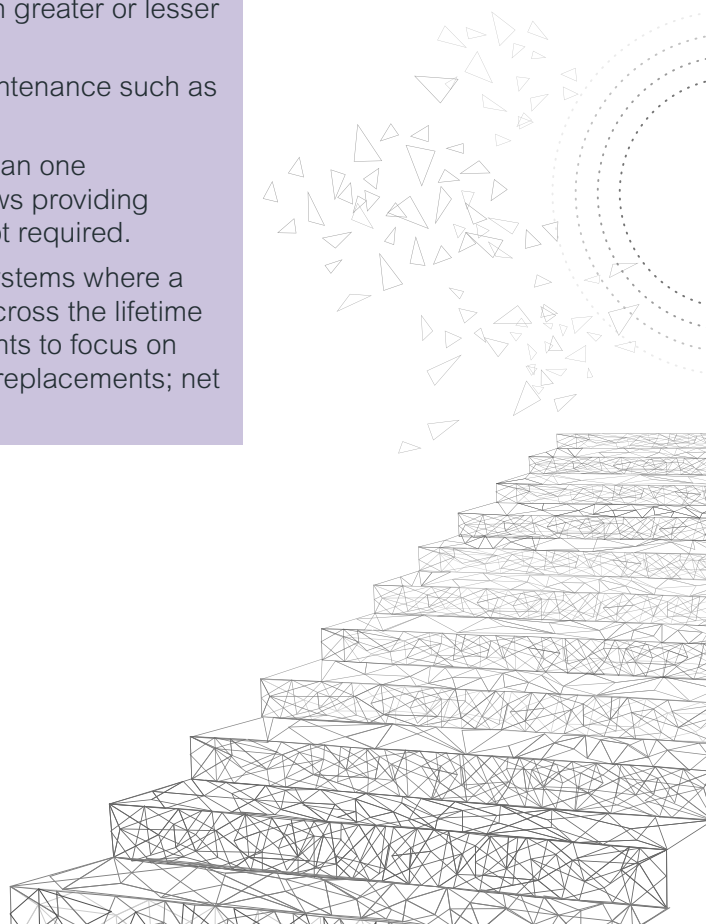 n greater or lesser
ntenance such as
an one
ws providing
ot required.
stems where a
cross the lifetime
nts to focus on
replacements; net